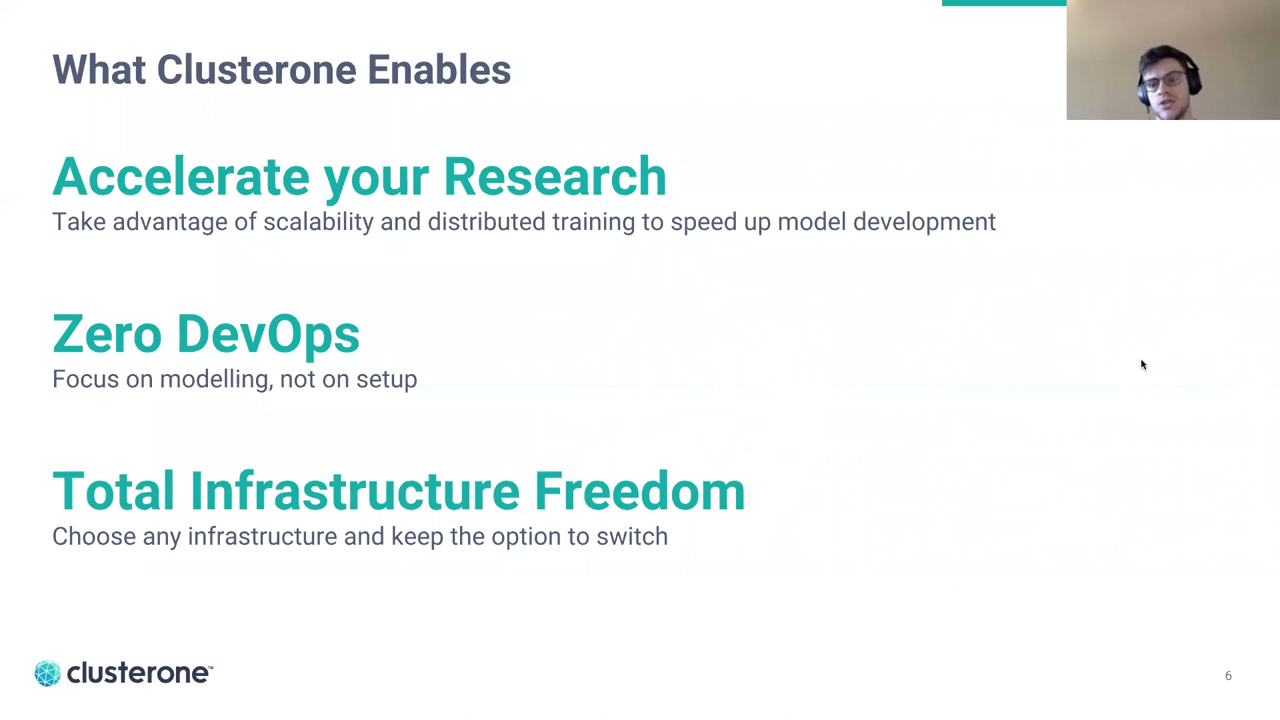 What Clusterone Enables
Accelerate your Research
Take advantage of scalability and distributed training to speed up model development
Zero DevOps
Focus on modelling, not on setup
Total Infrastructure Freedom
Choose any infrastructure and keep the option to switch
clusterone™
6